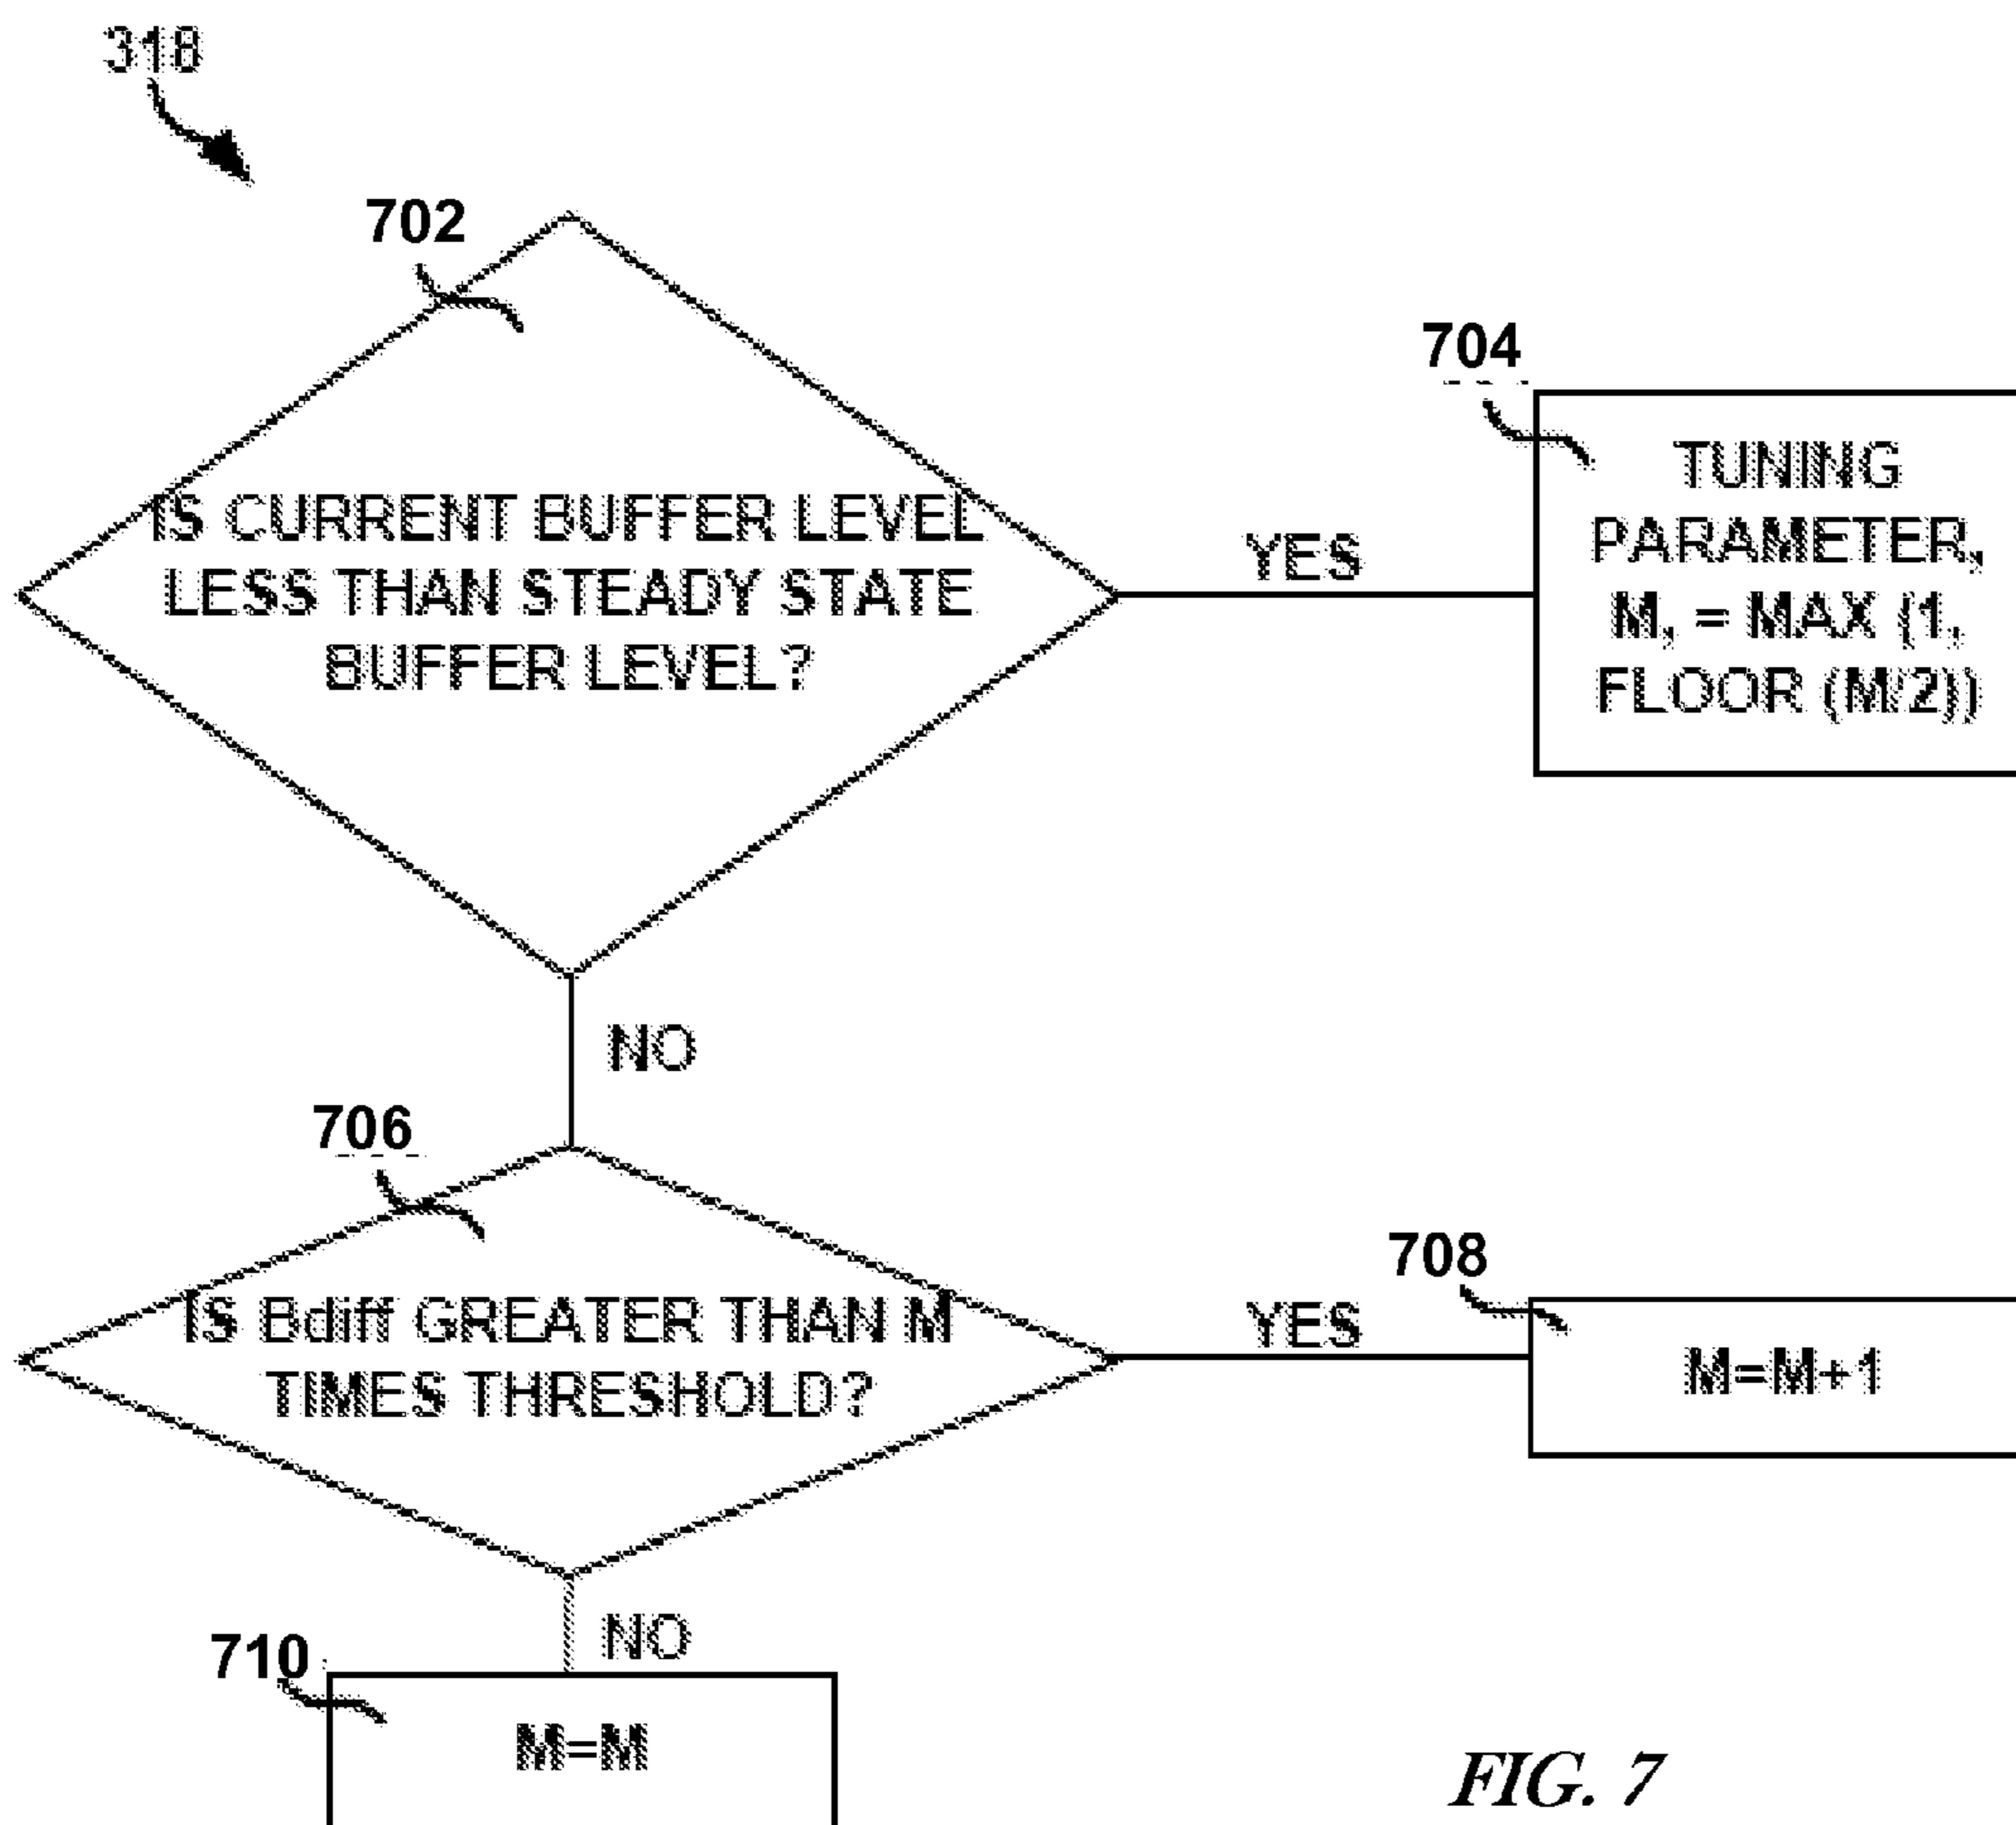 318
702
IS CURRENT BUFFER LEVEL
LESS THAN STEADY STATE
BUFFER LEVEL?
YES
704
TUNING
PARAMETER,
M, = MAX (1,
FLOOR (M/2))
NO
706
IS Bdiff GREATER THAN M
TIMES THRESHOLD?
YES
708
M=M+1
NO
710
M=M
FIG. 7